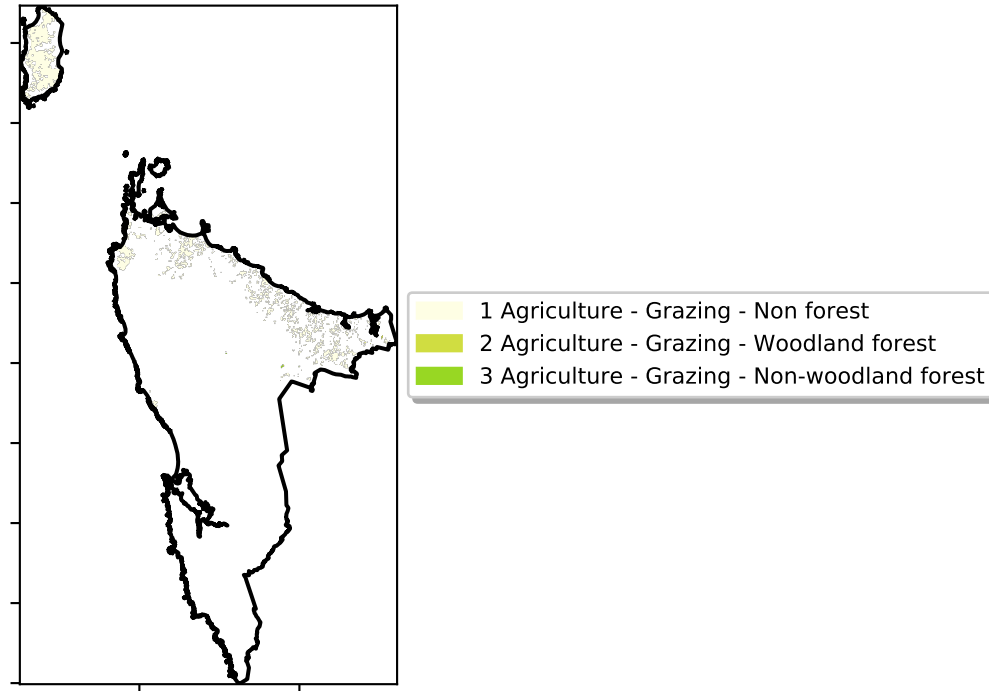 1 Agriculture - Grazing - Non forest
2 Agriculture - Grazing - Woodland forest
3 Agriculture - Grazing - Non-woodland forest